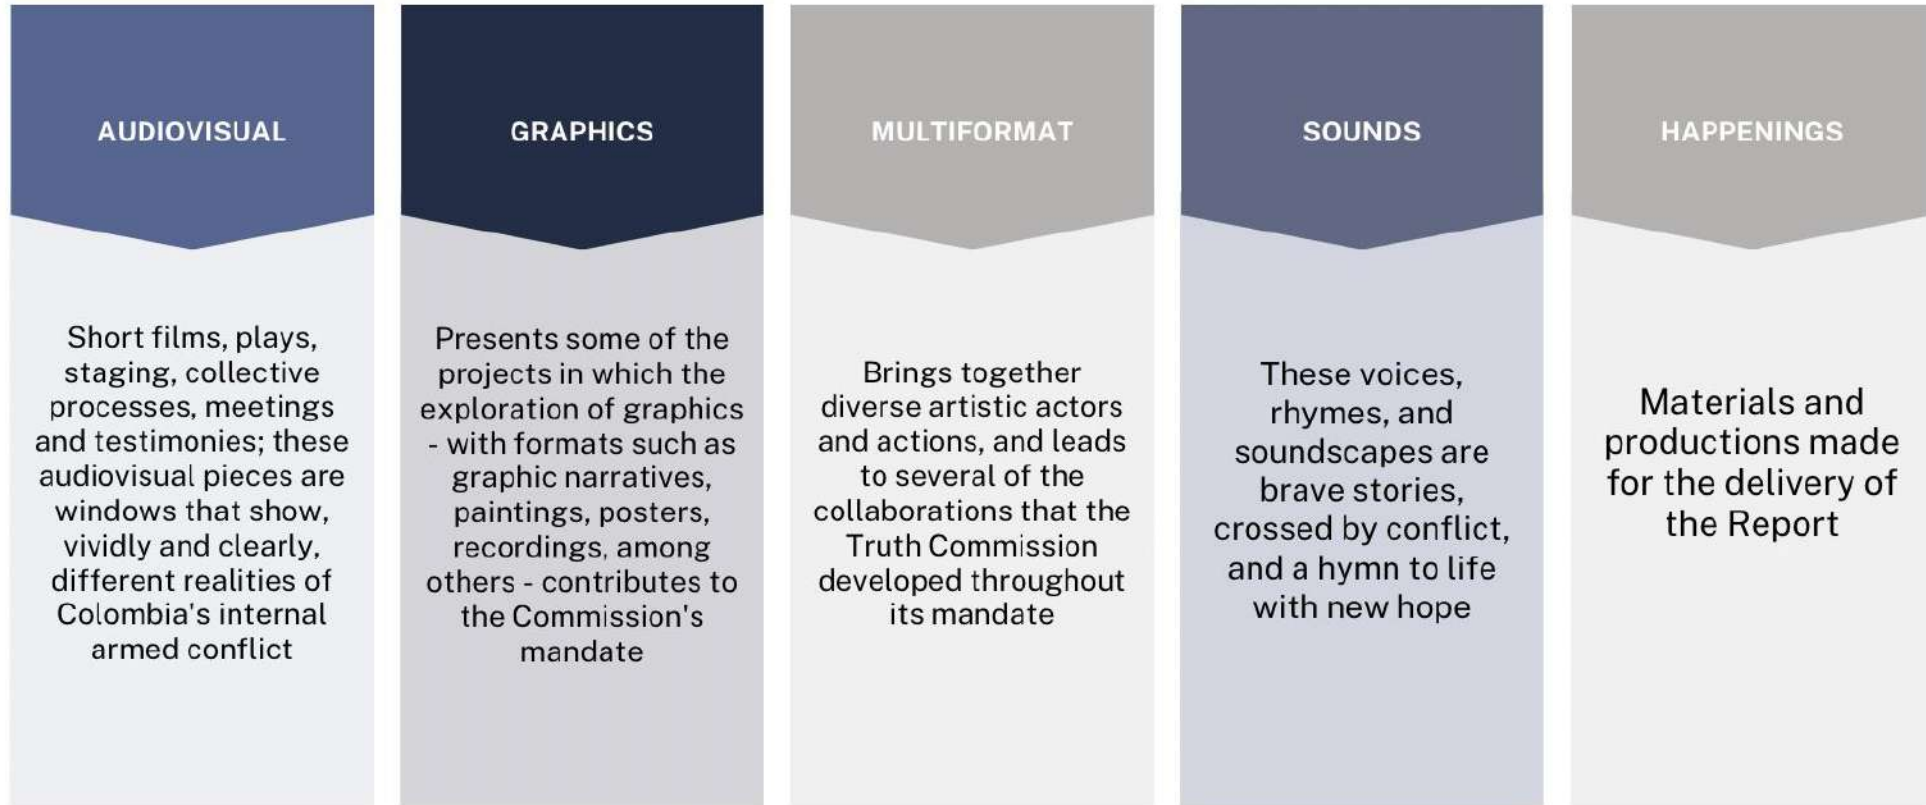 AUDIOVISUAL
Short films, plays,
staging, collective
processes, meetings
and testimonies; these
audiovisual pieces are
windows that show,
vividly and clearly,
different realities of
Colombia's internal
armed conflict
GRAPHICS
Presents some of the
projects in which the
exploration of graphics
- with formats such as
graphic narratives,
paintings, posters,
recordings, among
others - contributes to
the Commission's
mandate
MULTIFORMAT
Brings together
diverse artistic actors
and actions, and leads
to several of the
collaborations that the
Truth Commission
developed throughout
its mandate
SOUNDS
These voices,
rhymes, and
soundscapes are
brave stories,
crossed by conflict,
and a hymn to life
with new hope
HAPPENINGS
Materials and
productions made
for the delivery of
the Report